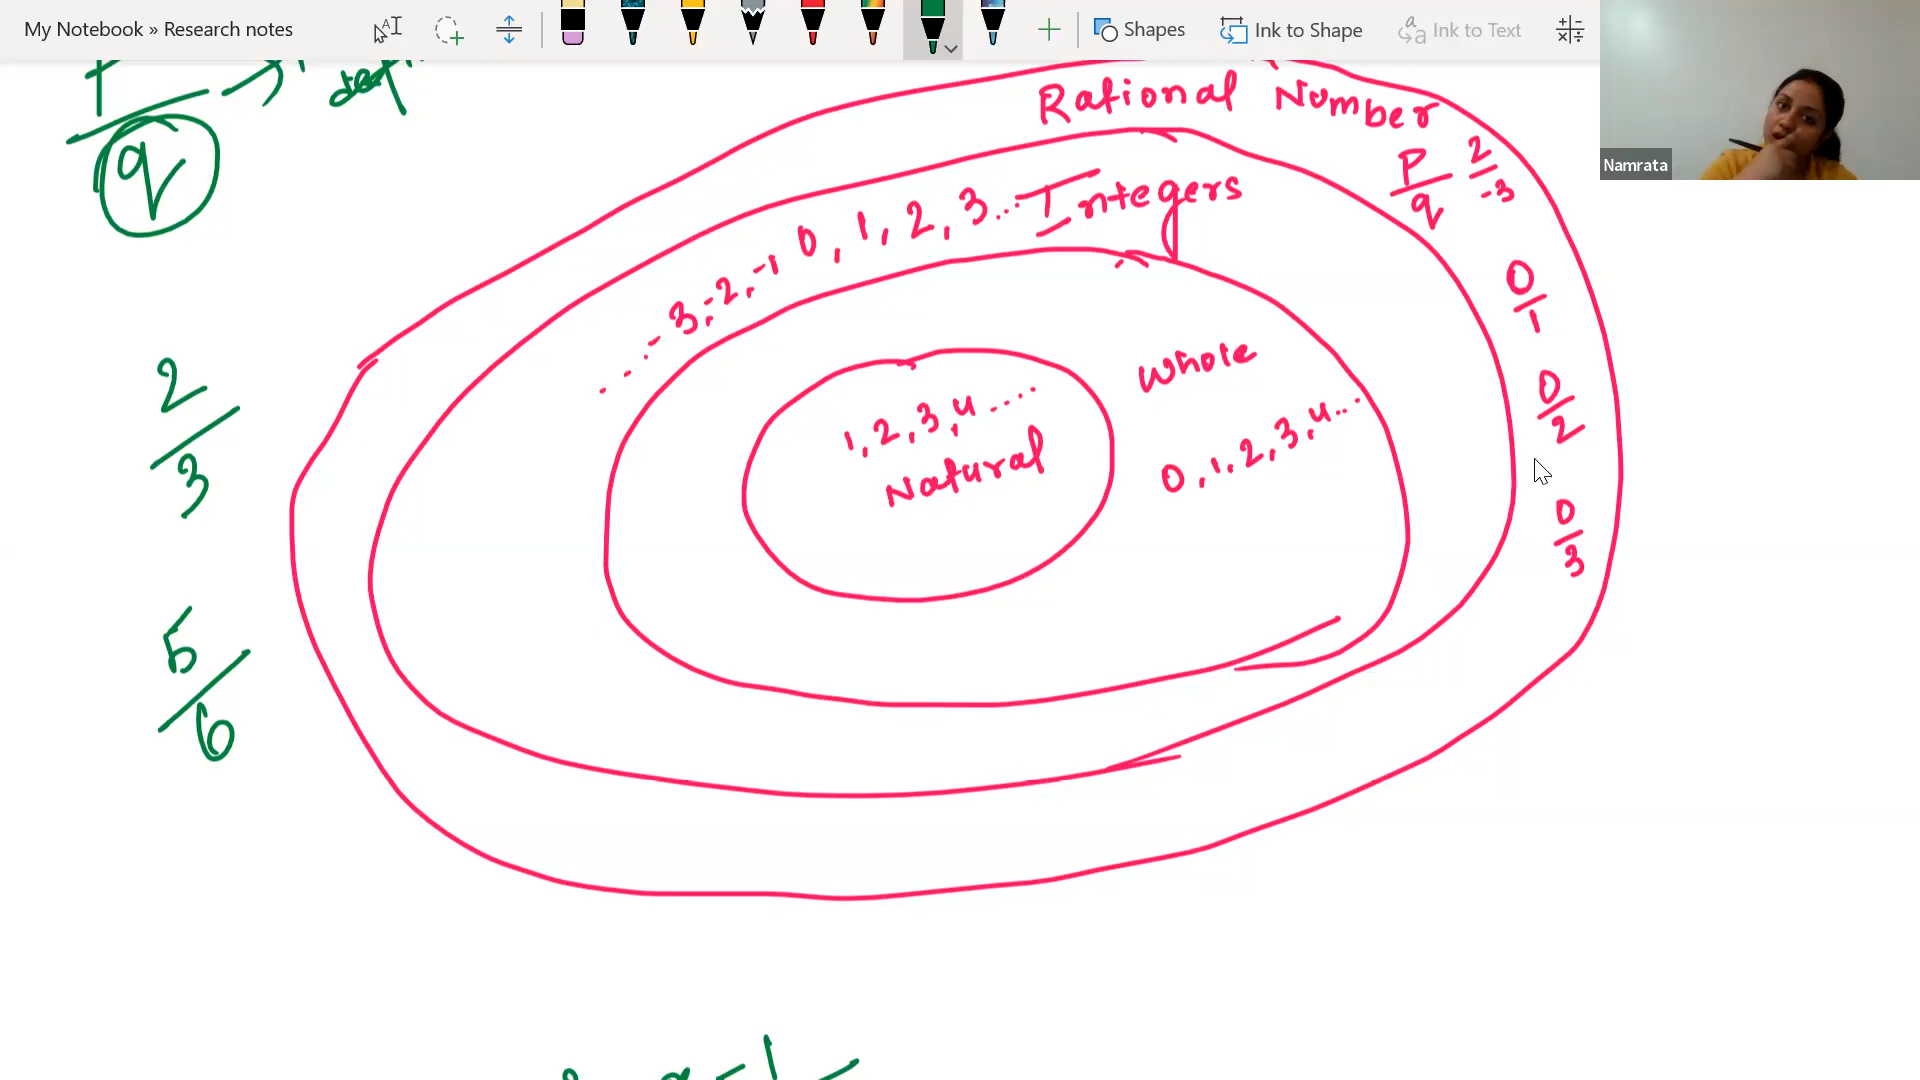 My Notebook » Research notes
Shapes
Ink to Shape
Ink to Text
Namrata
q
2/3
5/6
Rational Number
p/q 2/-3
0/1
0/2
0/3
... -3, -2, -1 0, 1, 2, 3... Integers
Whole
0, 1, 2, 3, 4...
1, 2, 3, 4 ....
Natural